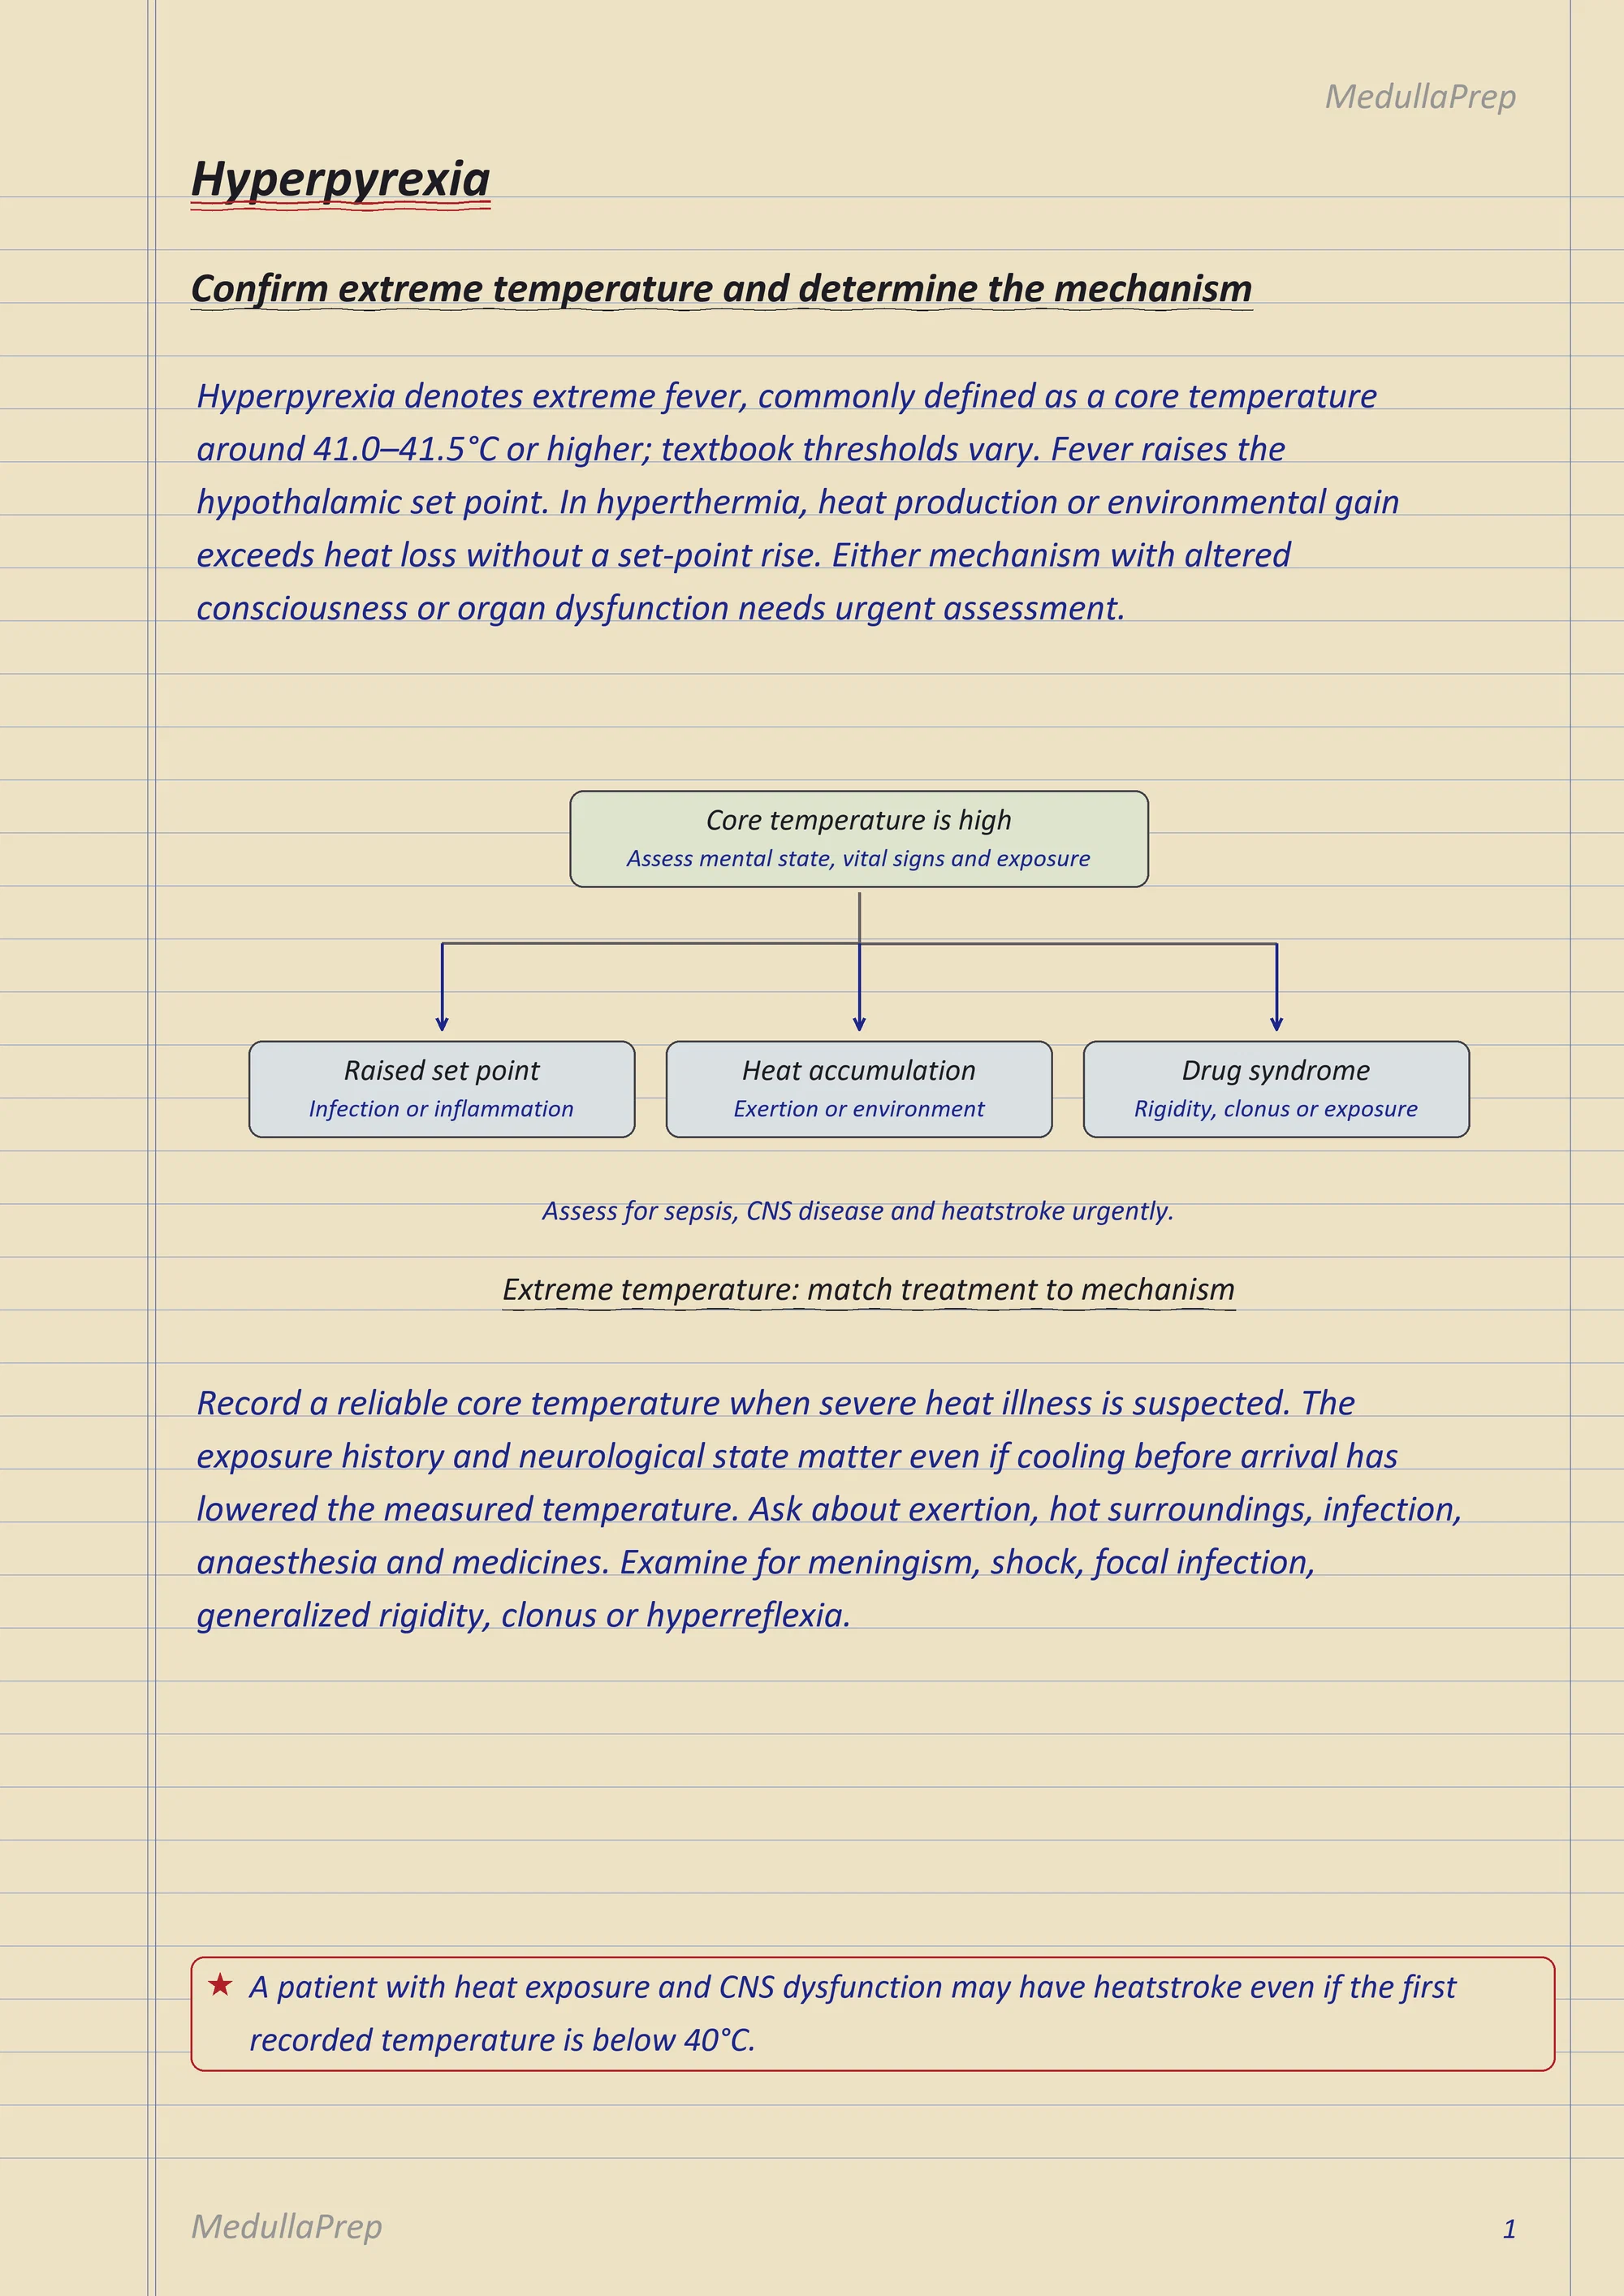 MedullaPrep
Hyperpyrexia
Confirm extreme temperature and determine the mechanism
Hyperpyrexia denotes extreme fever, commonly defined as a core temperature
around 41.0–41.5°C or higher; textbook thresholds vary. Fever raises the
hypothalamic set point. In hyperthermia, heat production or environmental gain
exceeds heat loss without a set-point rise. Either mechanism with altered
consciousness or organ dysfunction needs urgent assessment.
Core temperature is high
Assess mental state, vital signs and exposure
Raised set point
Infection or inflammation
Heat accumulation
Exertion or environment
Drug syndrome
Rigidity, clonus or exposure
Assess for sepsis, CNS disease and heatstroke urgently.
Extreme temperature: match treatment to mechanism
Record a reliable core temperature when severe heat illness is suspected. The
exposure history and neurological state matter even if cooling before arrival has
lowered the measured temperature. Ask about exertion, hot surroundings, infection,
anaesthesia and medicines. Examine for meningism, shock, focal infection,
generalized rigidity, clonus or hyperreflexia.
★ A patient with heat exposure and CNS dysfunction may have heatstroke even if the first
recorded temperature is below 40°C.
MedullaPrep
1